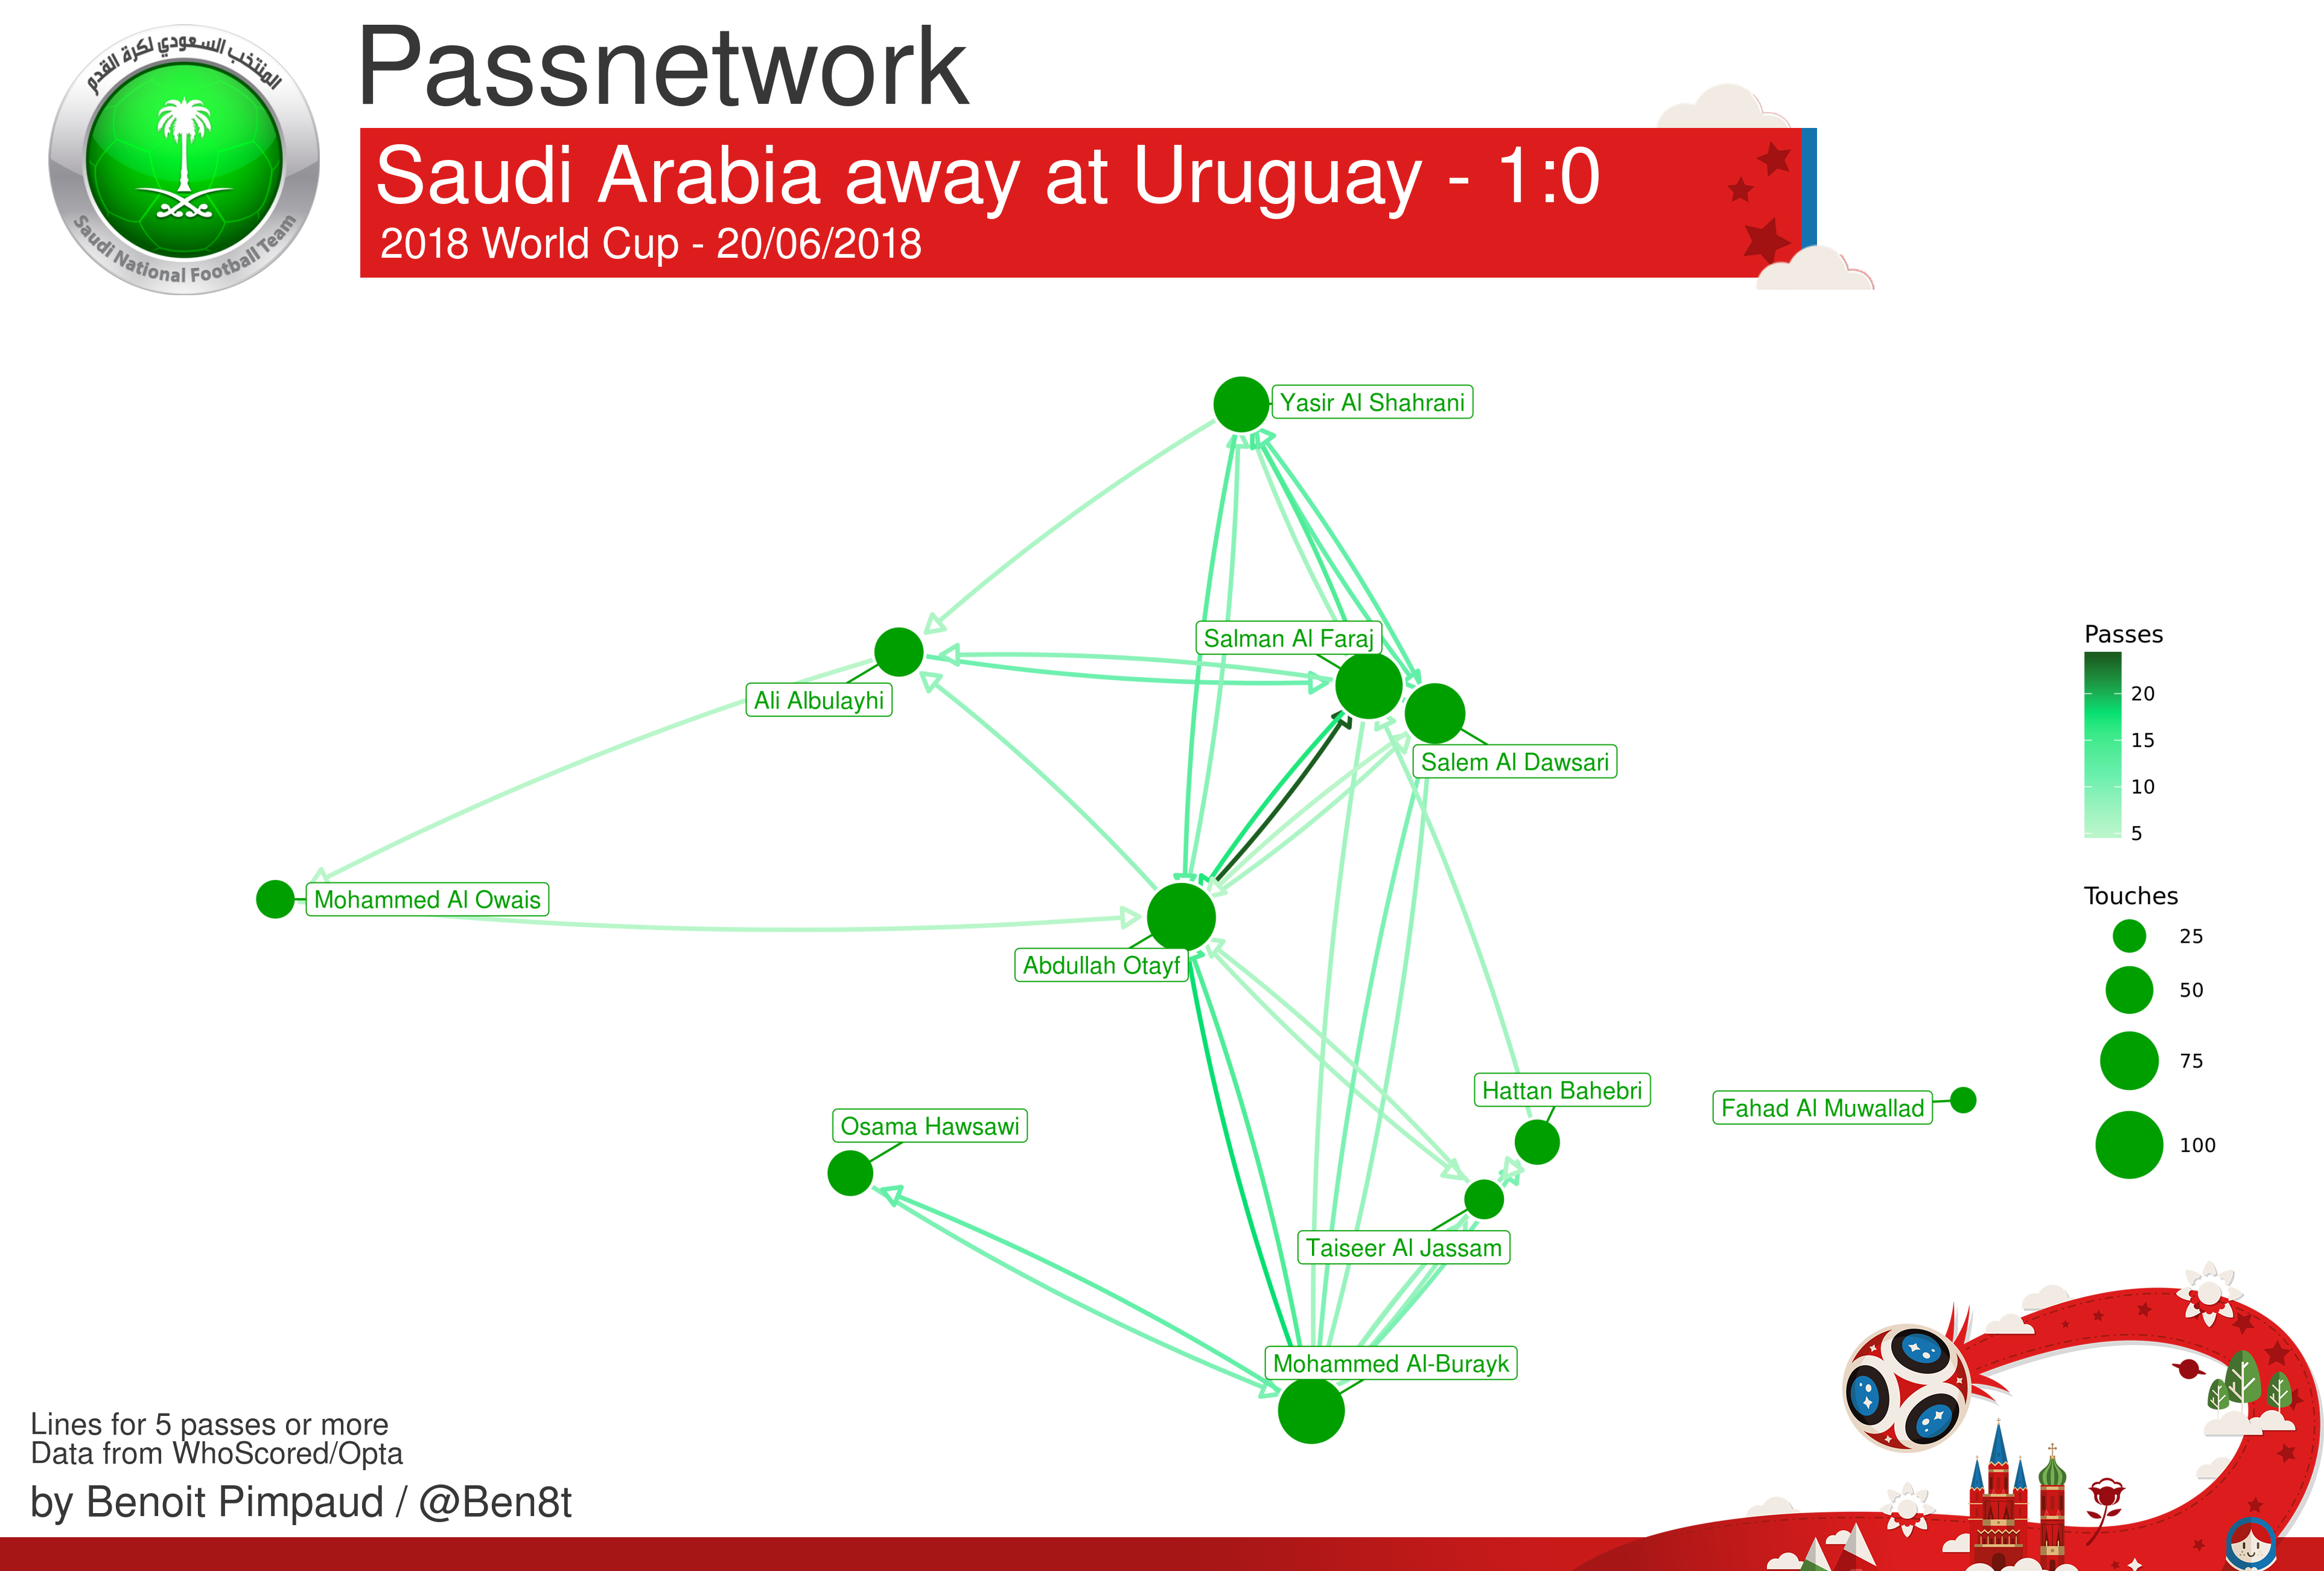 المنتخب السعودي لكرة القدم
Saudi National Football Team
Passnetwork
Saudi Arabia away at Uruguay - 1:0
2018 World Cup - 20/06/2018
Yasir Al Shahrani
Salman Al Faraj
Ali Albulayhi
Salem Al Dawsari
Mohammed Al Owais
Abdullah Otayf
Hattan Bahebri
Fahad Al Muwallad
Osama Hawsawi
Taiseer Al Jassam
Mohammed Al-Burayk
Passes
20
15
10
5
Touches
25
50
75
100
Lines for 5 passes or more
Data from WhoScored/Opta
by Benoit Pimpaud / @Ben8t